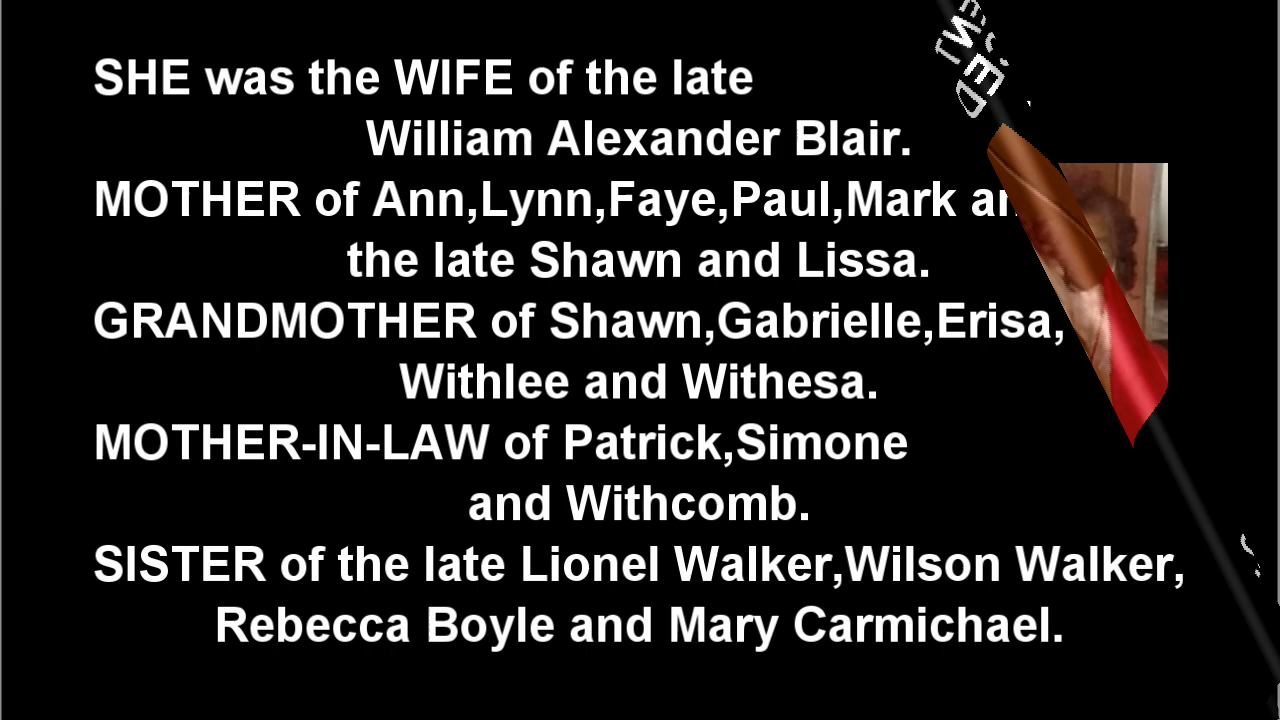 SHE was the WIFE of the late
William Alexander Blair.
MOTHER of Ann,Lynn,Faye,Paul,Mark
the late Shawn and Lissa.
GRANDMOTHER of Shawn,Gabrielle,Erisa,
Withlee and Withesa.
MOTHER-IN-LAW of Patrick,Simone
and Withcomb.
SISTER of the late Lionel Walker,Wilson Walker,
Rebecca Boyle and Mary Carmichael.